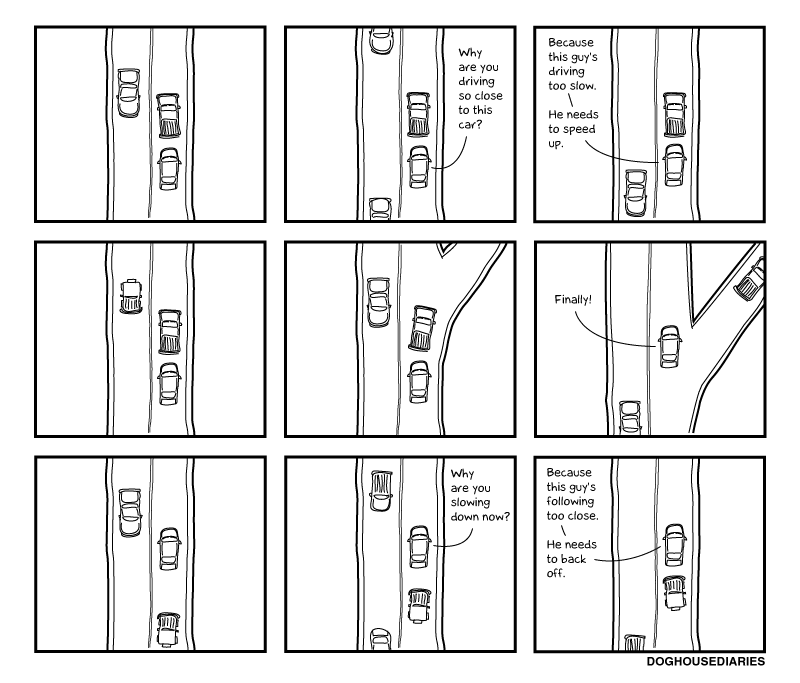 Why
are you
driving
so close
to this
car?
Because
this guy's
driving
too slow.
He needs
to speed
up.
Finally!
Why
are you
slowing
down now?
Because
this guy's
following
too close.
He needs
to back
off.
DOGHOUSEDIARIES